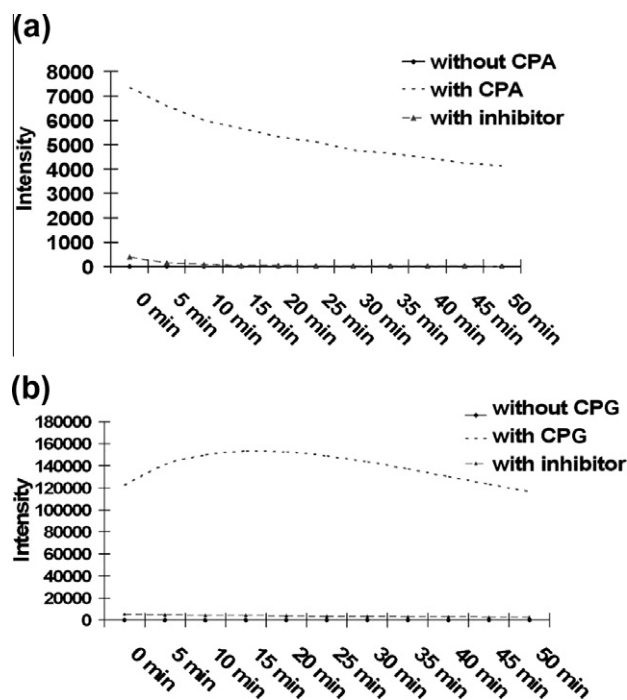 (a)
without CPA
with CPA
with inhibitor
Intensity
8000
7000
6000
5000
4000
3000
2000
1000
0
0 min
5 min
10 min
15 min
20 min
25 min
30 min
35 min
40 min
45 min
50 min
(b)
without CPG
with CPG
with inhibitor
Intensity
180000
160000
140000
120000
100000
80000
60000
40000
20000
0
0 min
5 min
10 min
15 min
20 min
25 min
30 min
35 min
40 min
45 min
50 min